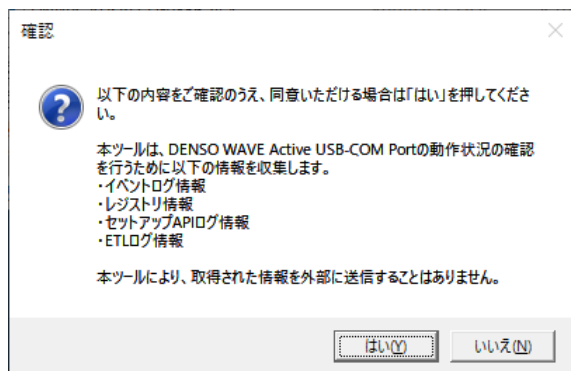 確認
以下の内容をご確認のうえ、同意いただける場合は「はい」を押してくださ
い。
本ツールは、DENSO WAVE Active USB-COM Portの動作状況の確認
を行うために以下の情報を収集します。
・イベントログ情報
・レジストリ情報
・セットアップAPIログ情報
・ETLログ情報
本ツールにより、取得された情報を外部に送信することはありません。
はい(Y)
いいえ(N)